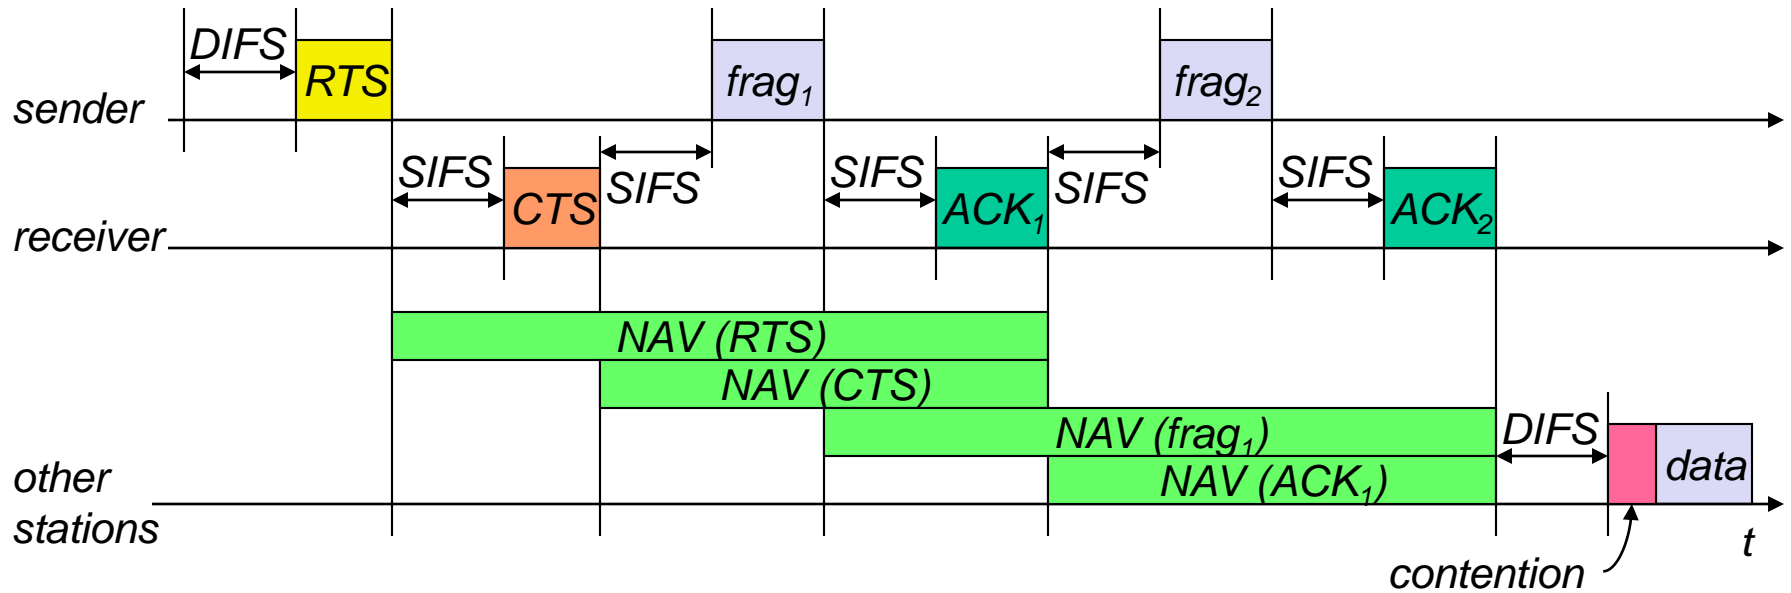 DIFS
RTS
frag1
frag2
sender
SIFS
CTS
SIFS
SIFS
ACK1
SIFS
SIFS
ACK2
receiver
NAV (RTS)
NAV (CTS)
NAV (frag1)
DIFS
NAV (ACK1)
data
other
stations
t
contention